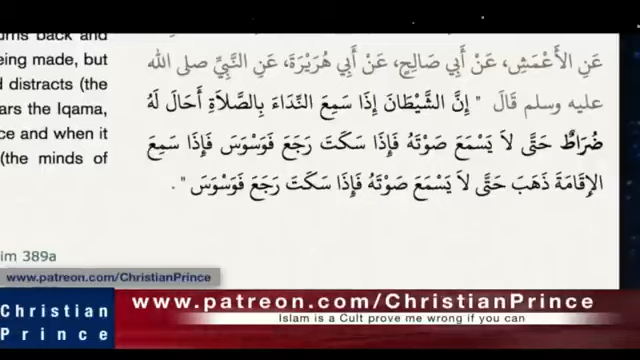 urns back and
eing made, but
d distracts (the
ars the Iqama,
ce and when it
(the minds of
عَنِ الأَعْمَشِ، عَنْ أَبِي صَالِحٍ، عَنْ أَبِي هُرَيْرَةَ، عَنِ النَّبِيِّ صلى الله
عليه وسلم قَالَ " إِنَّ الشَّيْطَانَ إِذَا سَمِعَ النِّدَاءَ بِالصَّلاَةِ أَحَالَ لَهُ
ضُرَاطٌ حَتَّى لاَ يَسْمَعَ صَوْتَهُ فَإِذَا سَكَتَ رَجَعَ فَوَسْوَسَ فَإِذَا سَمِعَ
الإِقَامَةَ ذَهَبَ حَتَّى لاَ يَسْمَعَ صَوْتَهُ فَإِذَا سَكَتَ رَجَعَ فَوَسْوَسَ " .
im 389a
www.patreon.com/ChristianPrince
Christian
Prince
www.patreon.com/ChristianPrince
Islam is a Cult prove me wrong if you can